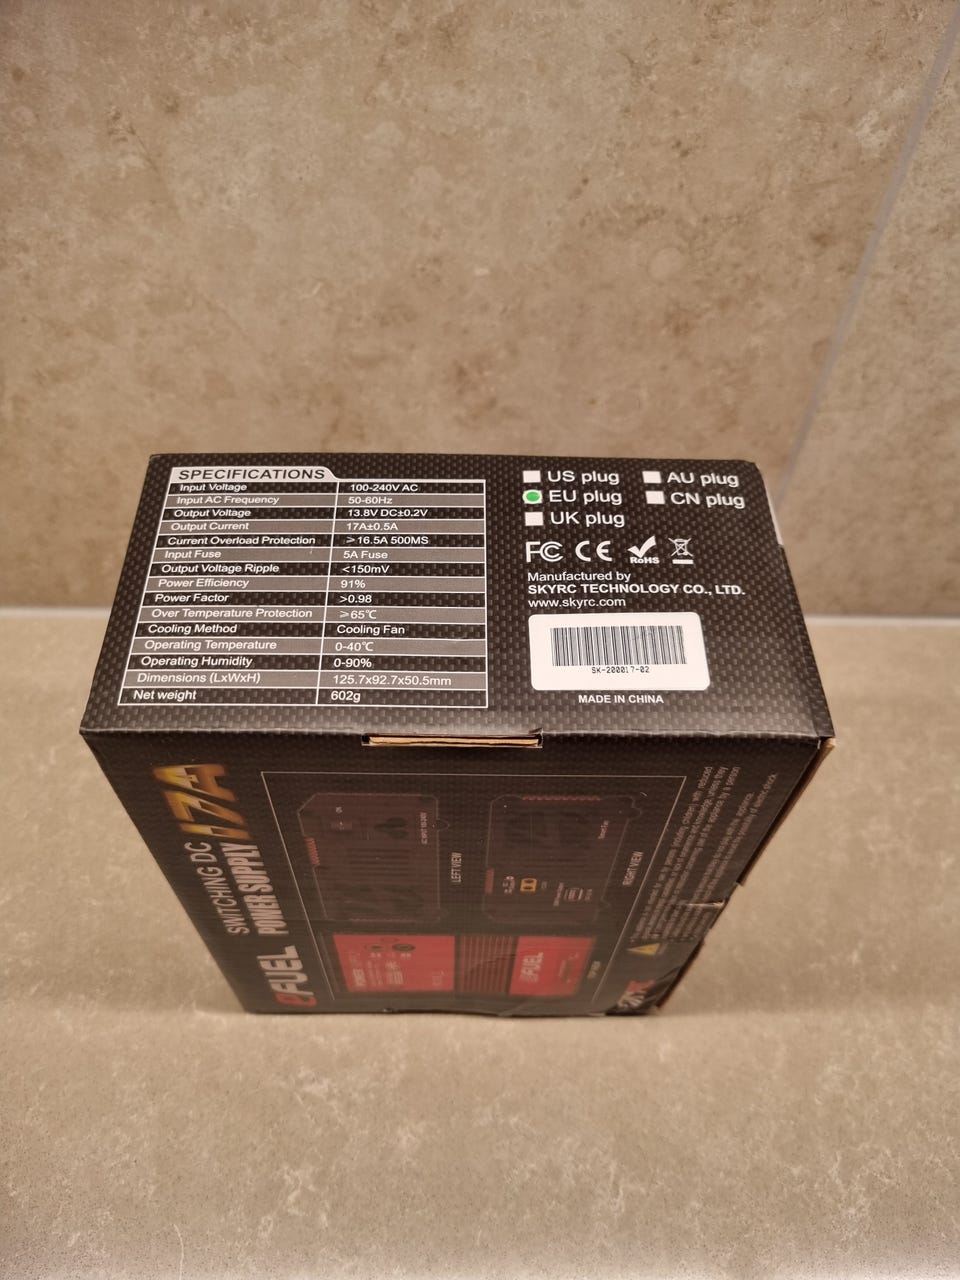 SPECIFICATIONS
Input Voltage 100-240V AC
Input AC Frequency 50-60Hz
Output Voltage 13.8V DC±0.2V
Output Current 17A±0.5A
Current Overload Protection ≥16.5A 500MS
Input Fuse 5A Fuse
Output Voltage Ripple <150mV
Power Efficiency 91%
Power Factor >0.98
Over Temperature Protection ≥65℃
Cooling Method Cooling Fan
Operating Temperature 0-40℃
Operating Humidity 0-90%
Dimensions (LxWxH) 125.7x92.7x50.5mm
Net weight 602g
US plug AU plug
EU plug CN plug
UK plug
FC CE RoHS
Manufactured by
SKYRC TECHNOLOGY CO., LTD.
www.skyrc.com
SK-200017-02
MADE IN CHINA
eFUEL
SWITCHING DC
POWER SUPPLY 17A
LEFT VIEW
RIGHT VIEW
eFUEL